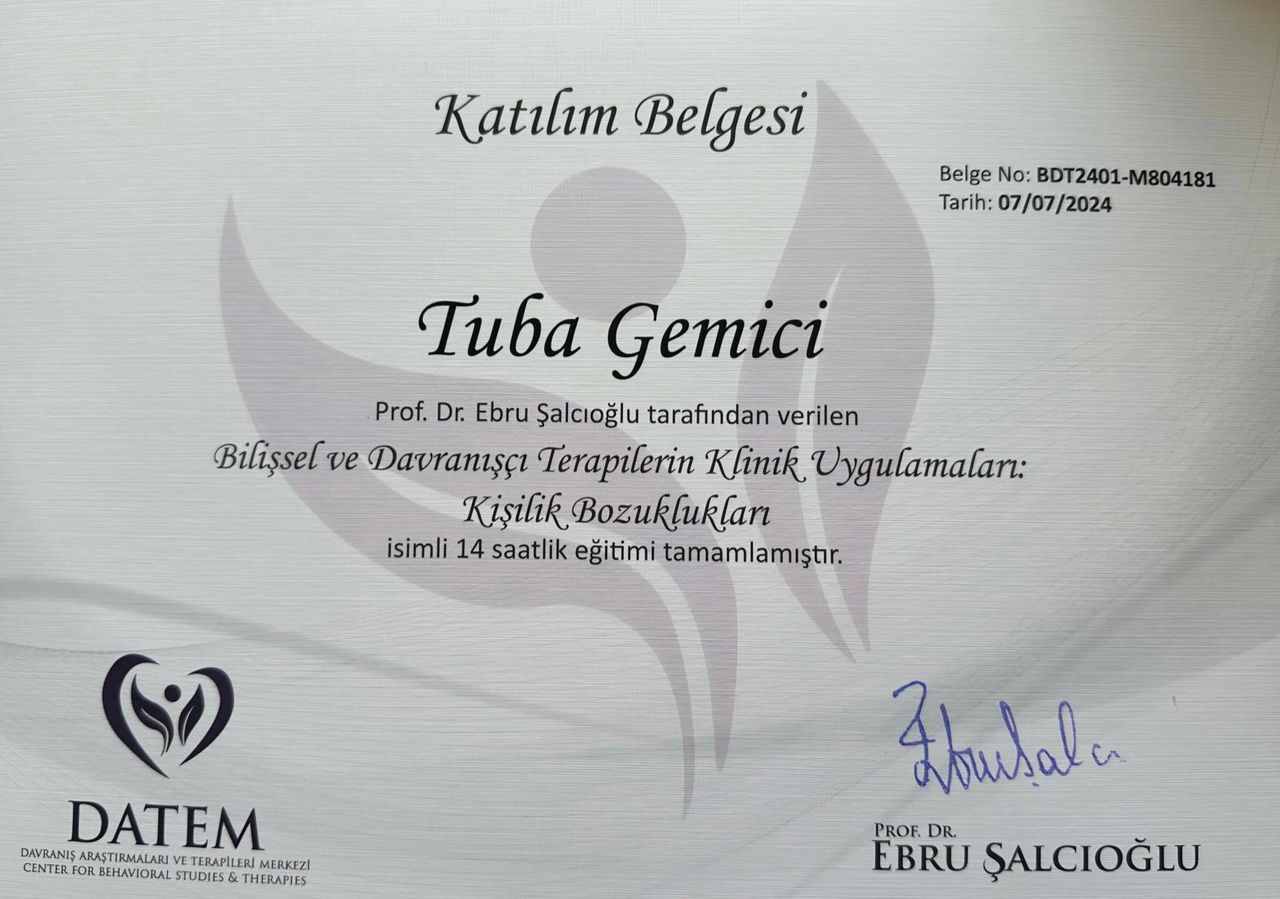 Katılım Belgesi
Belge No: BDT2401-M804181
Tarih: 07/07/2024
Tuba Gemici
Prof. Dr. Ebru Şalcıoğlu tarafından verilen
Bilişsel ve Davranışçı Terapilerin Klinik Uygulamaları:
Kişilik Bozuklukları
isimli 14 saatlik eğitimi tamamlamıştır.
DATEM
DAVRANIŞ ARAŞTIRMALARI VE TERAPİLERİ MERKEZİ
CENTER FOR BEHAVIORAL STUDIES & THERAPIES
PROF. DR.
EBRU ŞALCIOĞLU